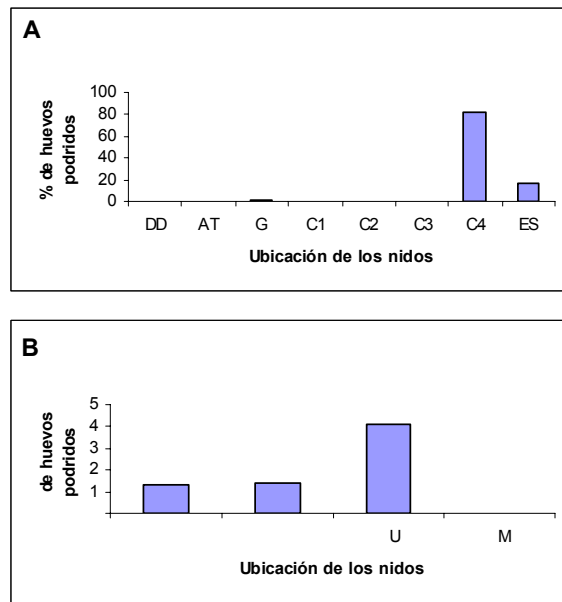 A
100
80
60
40
20
0
% de huevos
podridos
DD AT G C1 C2 C3 C4 ES
Ubicación de los nidos
B
5
4
3
2
1
de huevos
podridos
U M
Ubicación de los nidos